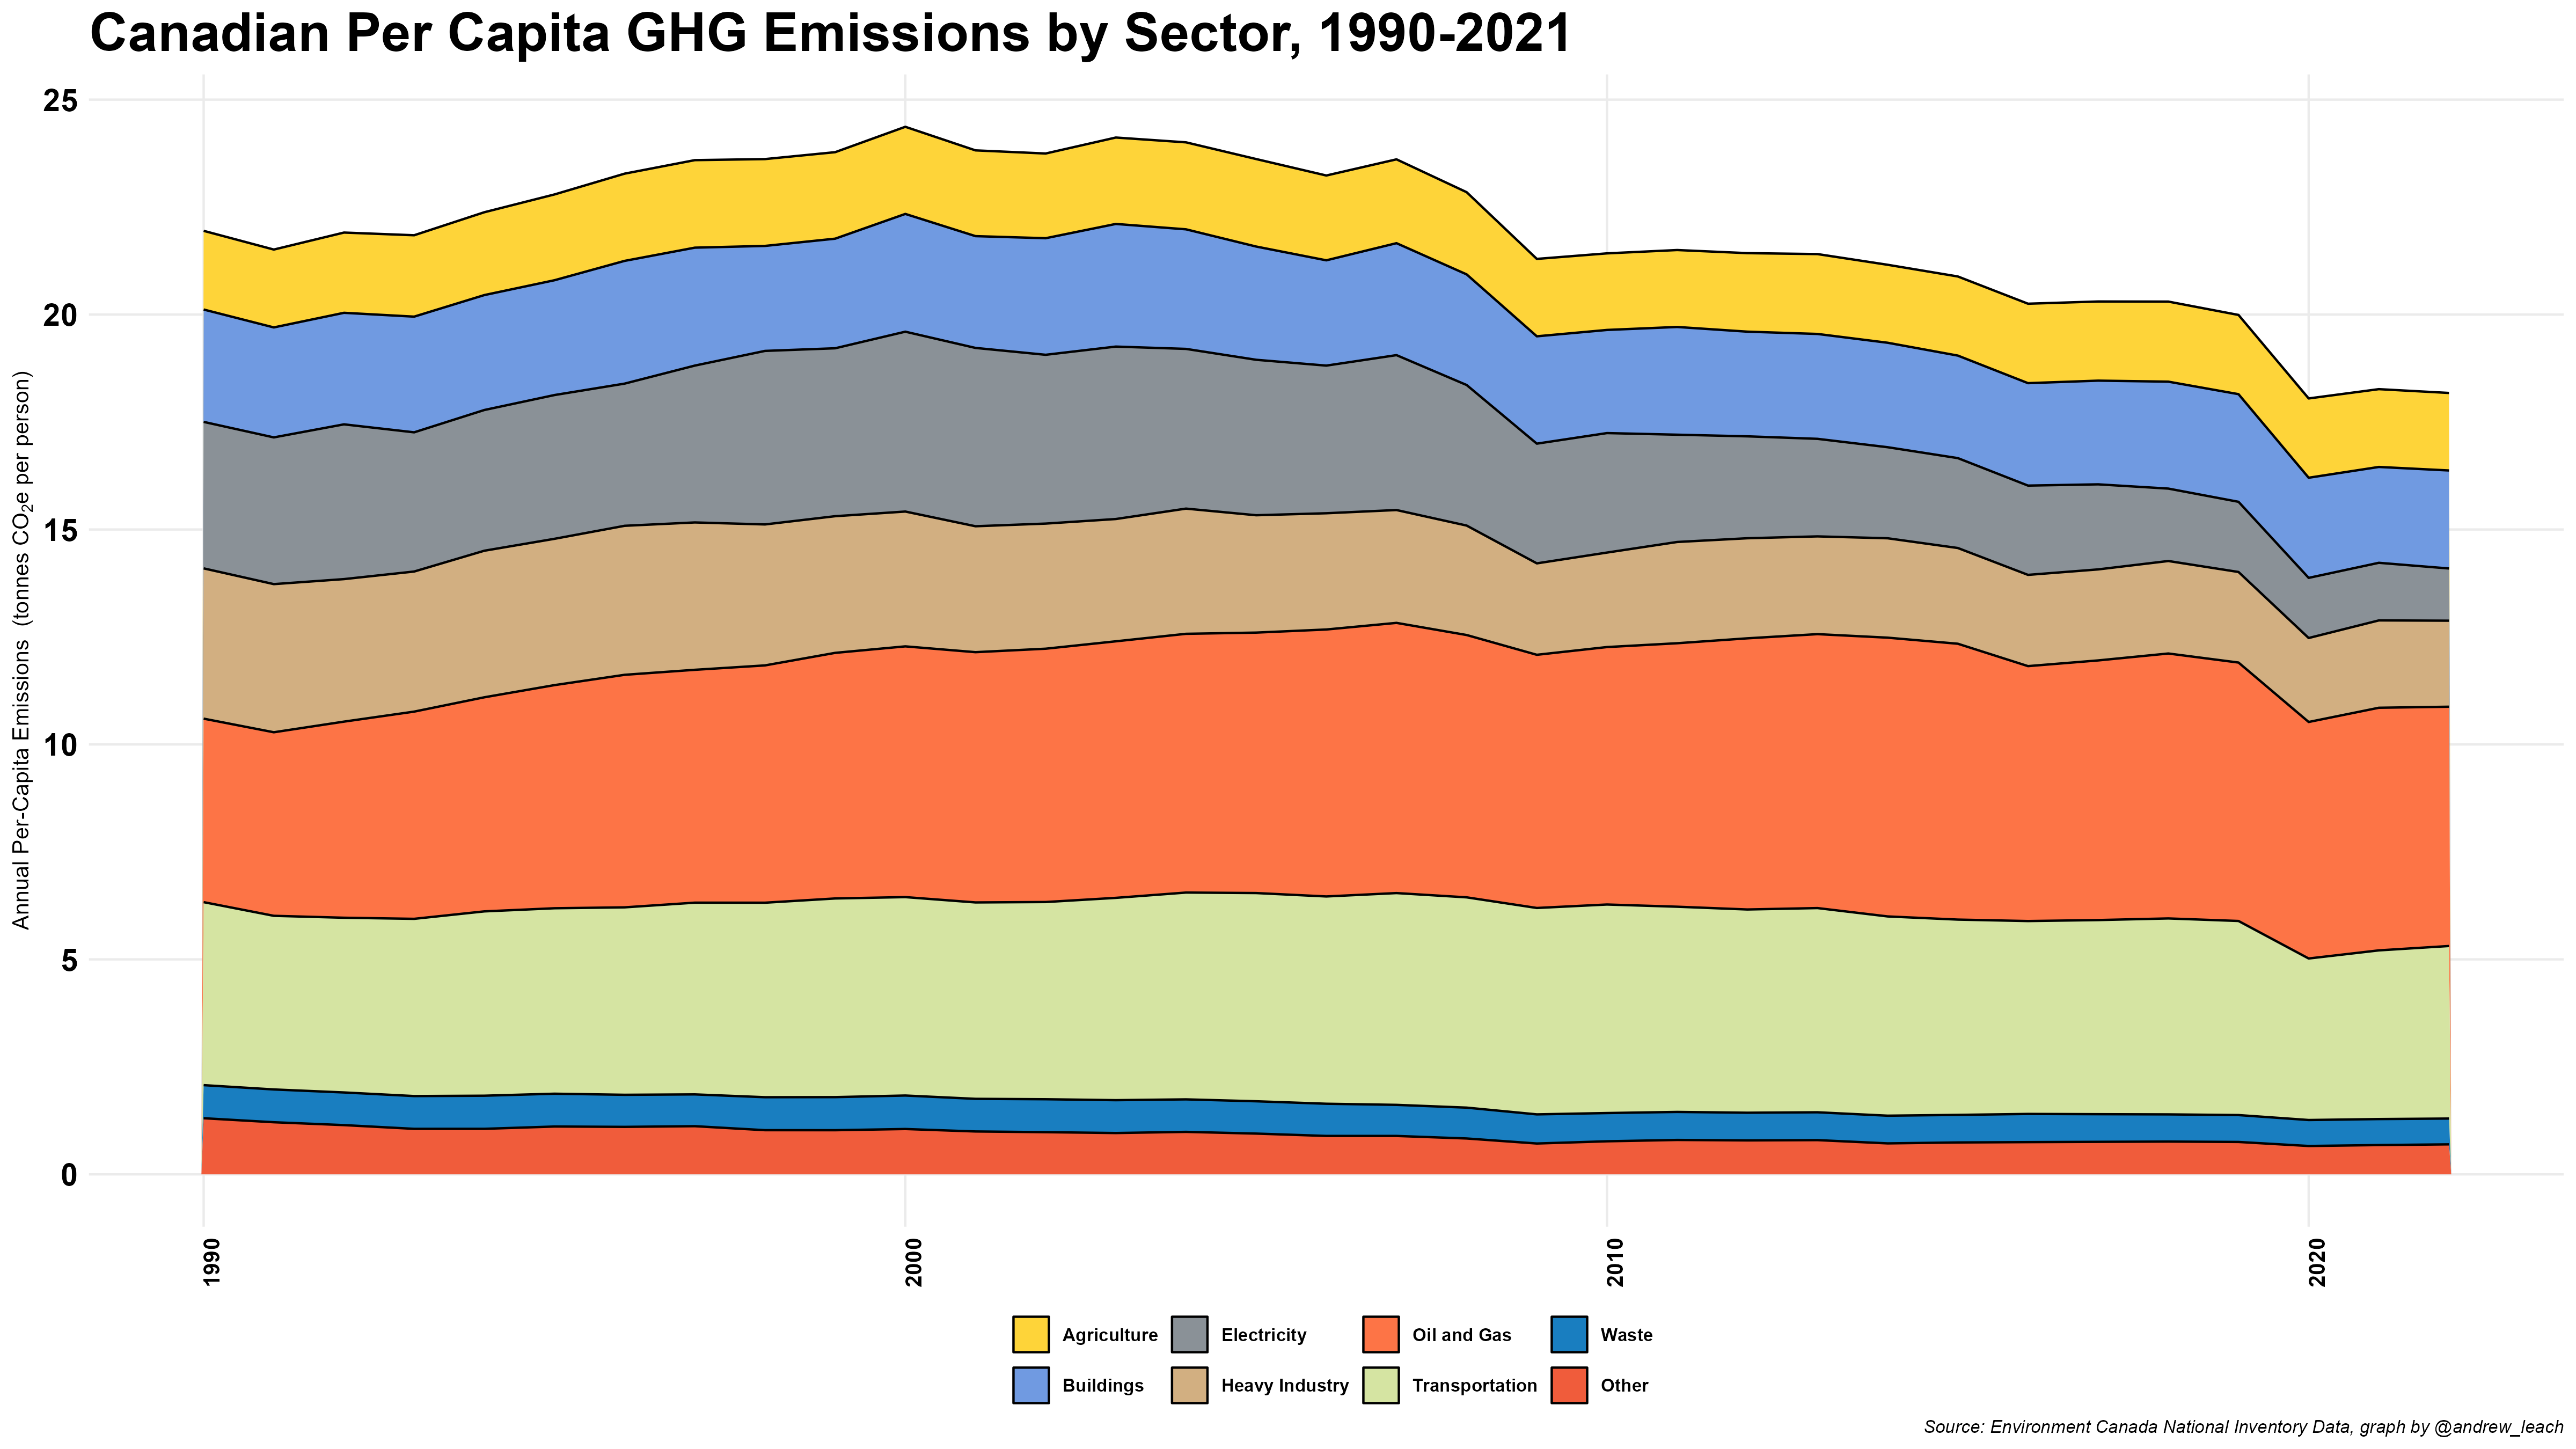 Canadian Per Capita GHG Emissions by Sector, 1990-2021
Annual Per-Capita Emissions  (tonnes CO₂e per person)
25
20
15
10
5
0
1990
2000
2010
2020
Agriculture
Electricity
Oil and Gas
Waste
Buildings
Heavy Industry
Transportation
Other
Source: Environment Canada National Inventory Data, graph by @andrew_leach